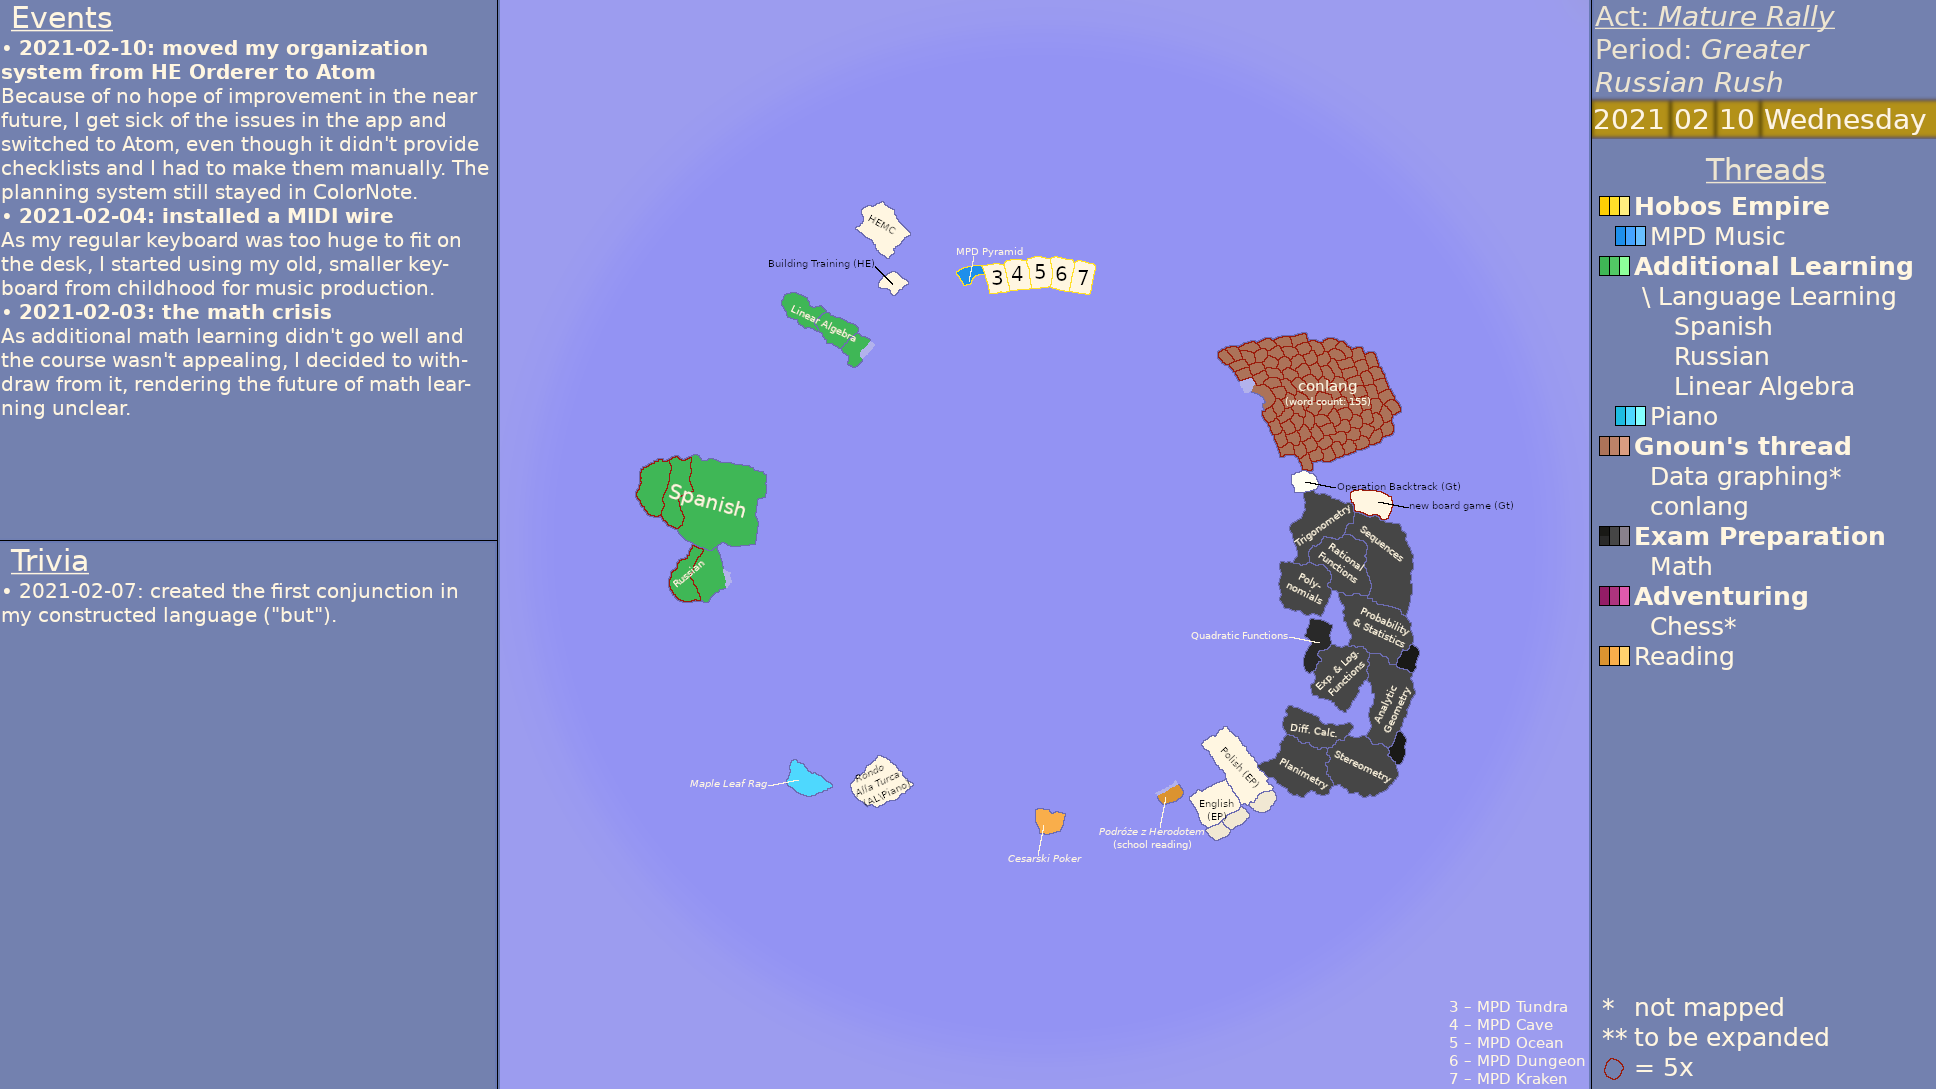 Events
• 2021-02-10: moved my organization
system from HE Orderer to Atom
Because of no hope of improvement in the near
future, I get sick of the issues in the app and
switched to Atom, even though it didn't provide
checklists and I had to make them manually. The
planning system still stayed in ColorNote.
• 2021-02-04: installed a MIDI wire
As my regular keyboard was too huge to fit on
the desk, I started using my old, smaller key-
board from childhood for music production.
• 2021-02-03: the math crisis
As additional math learning didn't go well and
the course wasn't appealing, I decided to with-
draw from it, rendering the future of math lear-
ning unclear.
Trivia
• 2021-02-07: created the first conjunction in
my constructed language ("but").
HEMC
Building Training (HE)
MPD Pyramid
3 4 5 6 7
Linear Algebra
conlang
(word count: 155)
Spanish
Russian
Operation Backtrack (Gt)
new board game (Gt)
Trigonometry
Sequences
Rational
Functions
Poly-
nomials
Probability
& Statistics
Quadratic Functions
Exp. & Log.
Functions
Analytic
Geometry
Diff. Calc.
Planimetry
Stereometry
Polish (EP)
English
(EP)
Podróże z Herodotem
(school reading)
Cesarski Poker
Maple Leaf Rag
Rondo
Alla Turca
(AL\Piano)
3 – MPD Tundra
4 – MPD Cave
5 – MPD Ocean
6 – MPD Dungeon
7 – MPD Kraken
Act: Mature Rally
Period: Greater
Russian Rush
2021 02 10 Wednesday
Threads
Hobos Empire
MPD Music
Additional Learning
\ Language Learning
Spanish
Russian
Linear Algebra
Piano
Gnoun's thread
Data graphing*
conlang
Exam Preparation
Math
Adventuring
Chess*
Reading
* not mapped
** to be expanded
= 5x